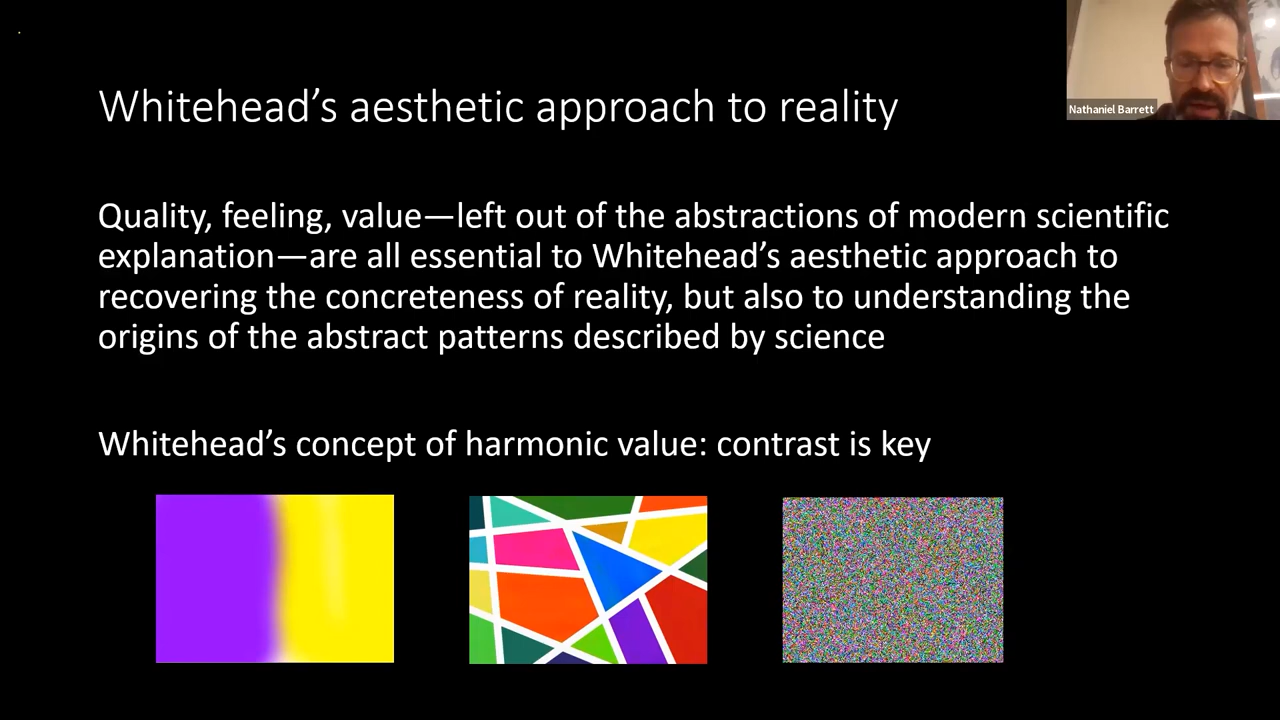 Whitehead's aesthetic approach to reality
Nathaniel Barrett
Quality, feeling, value—left out of the abstractions of modern scientific
explanation—are all essential to Whitehead's aesthetic approach to
recovering the concreteness of reality, but also to understanding the
origins of the abstract patterns described by science
Whitehead's concept of harmonic value: contrast is key